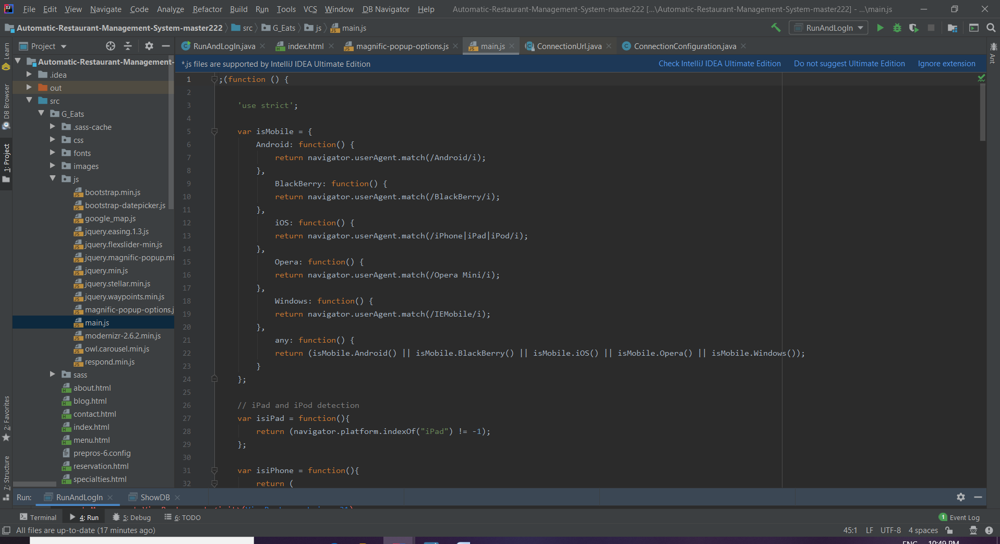 File Edit View Navigate Code Analyze Refactor Build Run Tools VCS Window DB Navigator Help Automatic-Restaurant-Management-System-master222 [...\Automatic-Restaurant-Management-System-master222] - ...\main.js
Automatic-Restaurant-Management-System-master222 src G_Eats js main.js RunAndLogIn
Project RunAndLogIn.java index.html magnific-popup-options.js main.js ConnectionUrl.java ConnectionConfiguration.java
*.js files are supported by IntelliJ IDEA Ultimate Edition Check IntelliJ IDEA Ultimate Edition Do not suggest Ultimate Edition Ignore extension
Learn
DB Browser
1: Project
2: Favorites
7: Structure
Ant
Automatic-Restaurant-Management-
.idea
out
src
G_Eats
.sass-cache
css
fonts
images
js
bootstrap.min.js
bootstrap-datepicker.js
google_map.js
jquery.easing.1.3.js
jquery.flexslider-min.js
jquery.magnific-popup.mi
jquery.min.js
jquery.stellar.min.js
jquery.waypoints.min.js
magnific-popup-options.j
main.js
modernizr-2.6.2.min.js
owl.carousel.min.js
respond.min.js
sass
about.html
blog.html
contact.html
index.html
menu.html
prepros-6.config
reservation.html
specialties.html
1 ;(function () {
2
3 'use strict';
4
5 var isMobile = {
6 Android: function() {
7 return navigator.userAgent.match(/Android/i);
8 },
9 BlackBerry: function() {
10 return navigator.userAgent.match(/BlackBerry/i);
11 },
12 iOS: function() {
13 return navigator.userAgent.match(/iPhone|iPad|iPod/i);
14 },
15 Opera: function() {
16 return navigator.userAgent.match(/Opera Mini/i);
17 },
18 Windows: function() {
19 return navigator.userAgent.match(/IEMobile/i);
20 },
21 any: function() {
22 return (isMobile.Android() || isMobile.BlackBerry() || isMobile.iOS() || isMobile.Opera() || isMobile.Windows());
23 }
24 };
25
26 // iPad and iPod detection
27 var isiPad = function(){
28 return (navigator.platform.indexOf("iPad") != -1);
29 };
30
31 var isiPhone = function(){
32 return (
Run: RunAndLogIn ShowDB
Terminal 4: Run 5: Debug 6: TODO 1 Event Log
All files are up-to-date (17 minutes ago) 45:1 LF UTF-8 4 spaces
ENG 10:49 PM